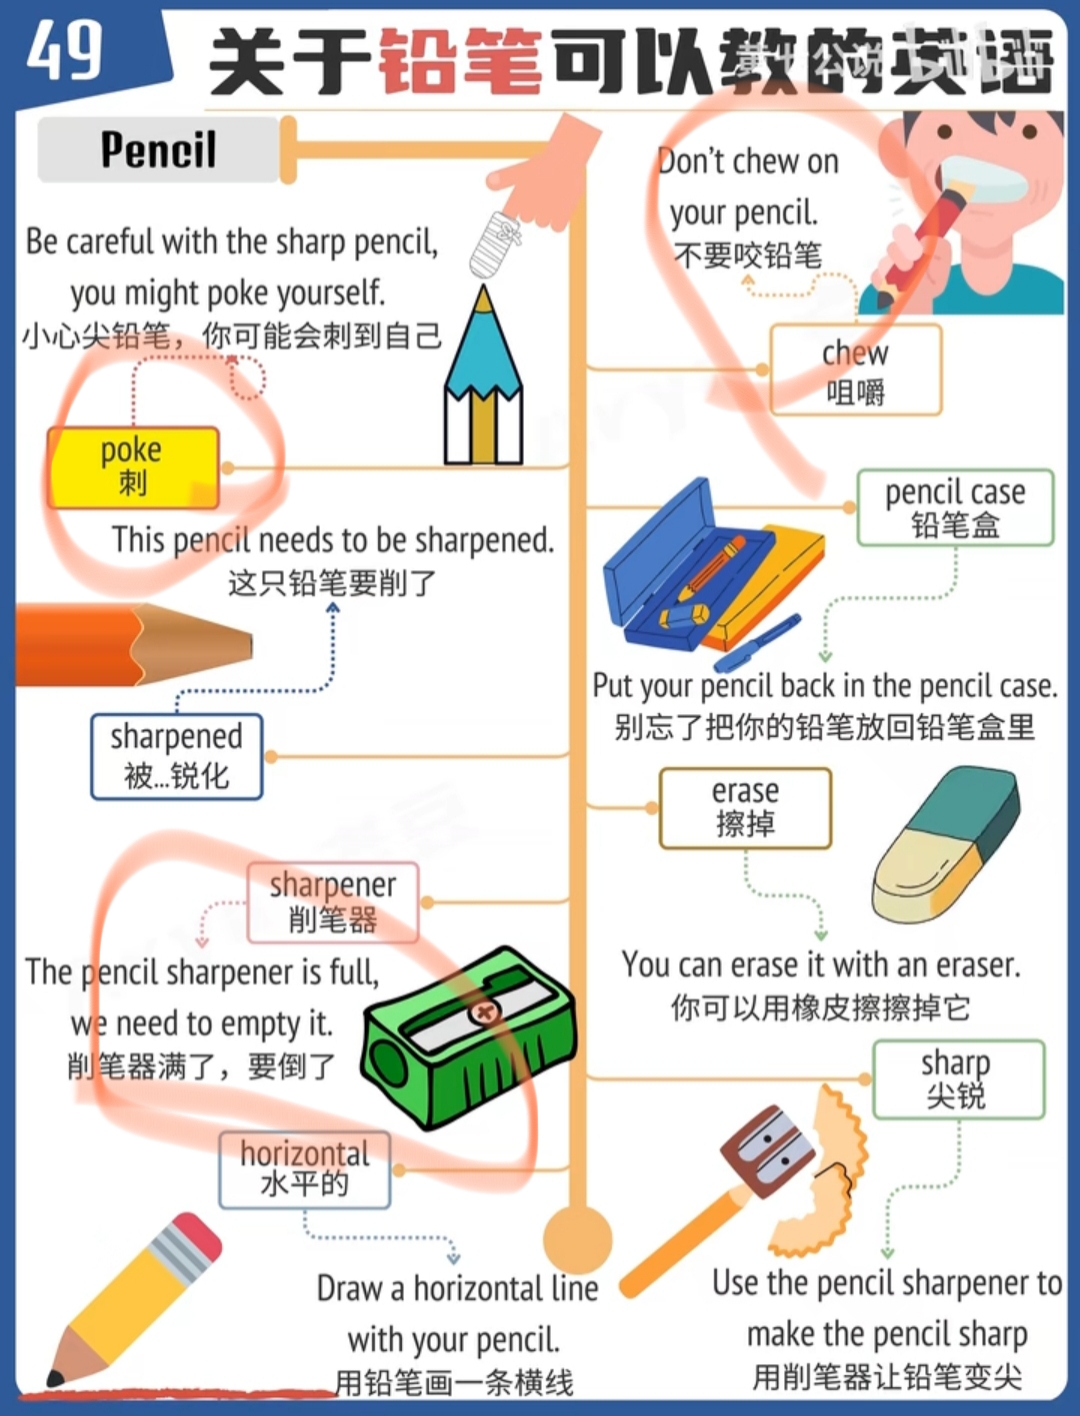 49
关于铅笔可以教的英语
黄牛公说 bilibili
Pencil
Be careful with the sharp pencil,
you might poke yourself.
小心尖铅笔，你可能会刺到自己
poke
刺
This pencil needs to be sharpened.
这只铅笔要削了
sharpened
被...锐化
sharpener
削笔器
The pencil sharpener is full,
we need to empty it.
削笔器满了，要倒了
horizontal
水平的
Draw a horizontal line
with your pencil.
用铅笔画一条横线
Don't chew on
your pencil.
不要咬铅笔
chew
咀嚼
pencil case
铅笔盒
Put your pencil back in the pencil case.
别忘了把你的铅笔放回铅笔盒里
erase
擦掉
You can erase it with an eraser.
你可以用橡皮擦擦掉它
sharp
尖锐
Use the pencil sharpener to
make the pencil sharp
用削笔器让铅笔变尖